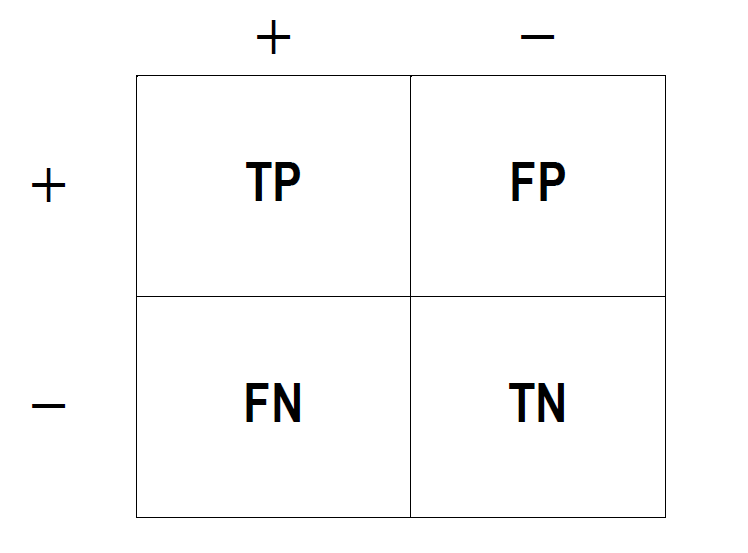 + −
+ TP FP
− FN TN